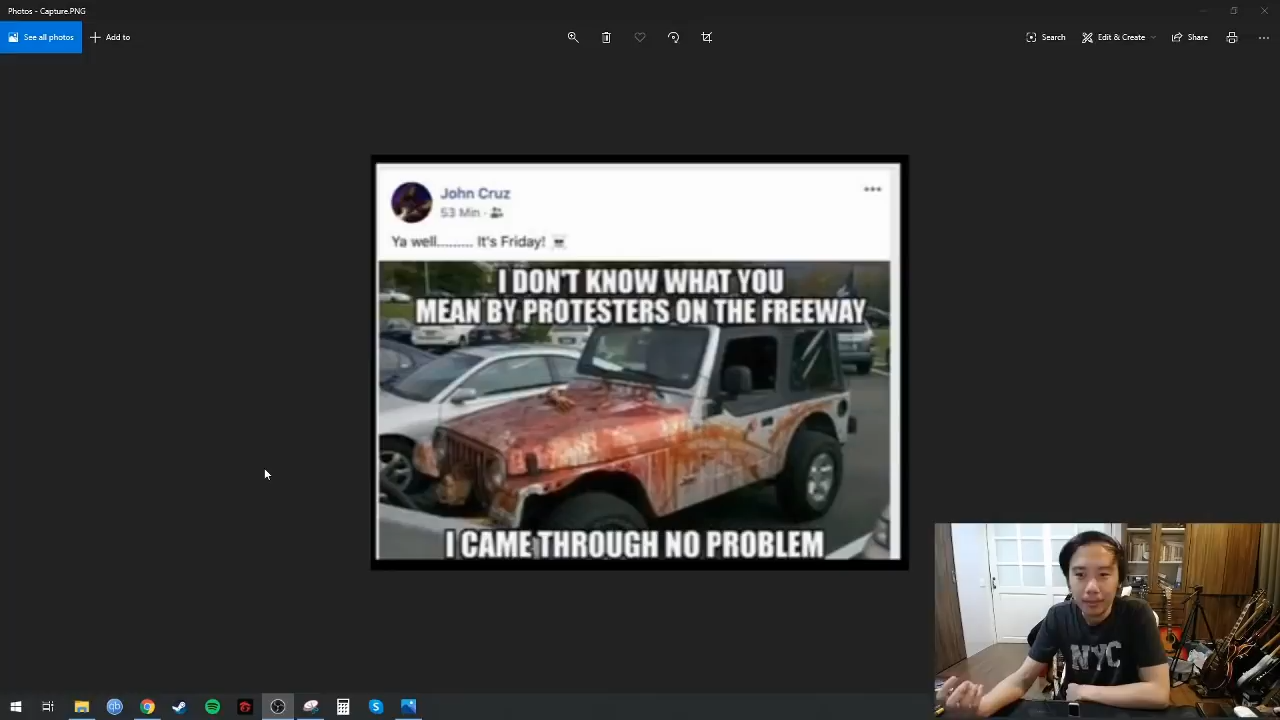 Photos - Capture.PNG
See all photos
Add to
Search
Edit & Create
Share
John Cruz
53 Min ·
Ya well......... It's Friday!
I DON'T KNOW WHAT YOU
MEAN BY PROTESTERS ON THE FREEWAY
I CAME THROUGH NO PROBLEM
NYC